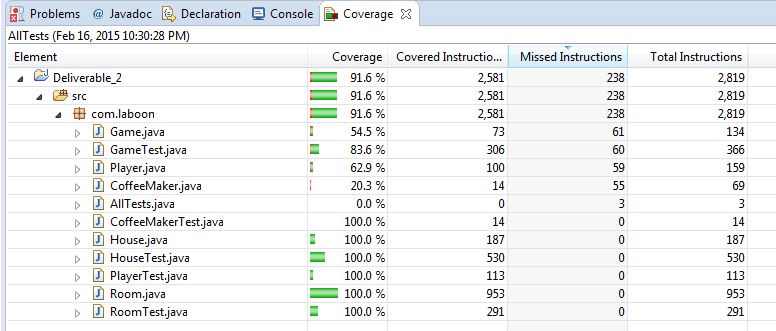 Problems @ Javadoc Declaration Console Coverage
AllTests (Feb 16, 2015 10:30:28 PM)
Element Coverage Covered Instructio... Missed Instructions Total Instructions
Deliverable_2 91.6 % 2,581 238 2,819
src 91.6 % 2,581 238 2,819
com.laboon 91.6 % 2,581 238 2,819
Game.java 54.5 % 73 61 134
GameTest.java 83.6 % 306 60 366
Player.java 62.9 % 100 59 159
CoffeeMaker.java 20.3 % 14 55 69
AllTests.java 0.0 % 0 3 3
CoffeeMakerTest.java 100.0 % 14 0 14
House.java 100.0 % 187 0 187
HouseTest.java 100.0 % 530 0 530
PlayerTest.java 100.0 % 113 0 113
Room.java 100.0 % 953 0 953
RoomTest.java 100.0 % 291 0 291